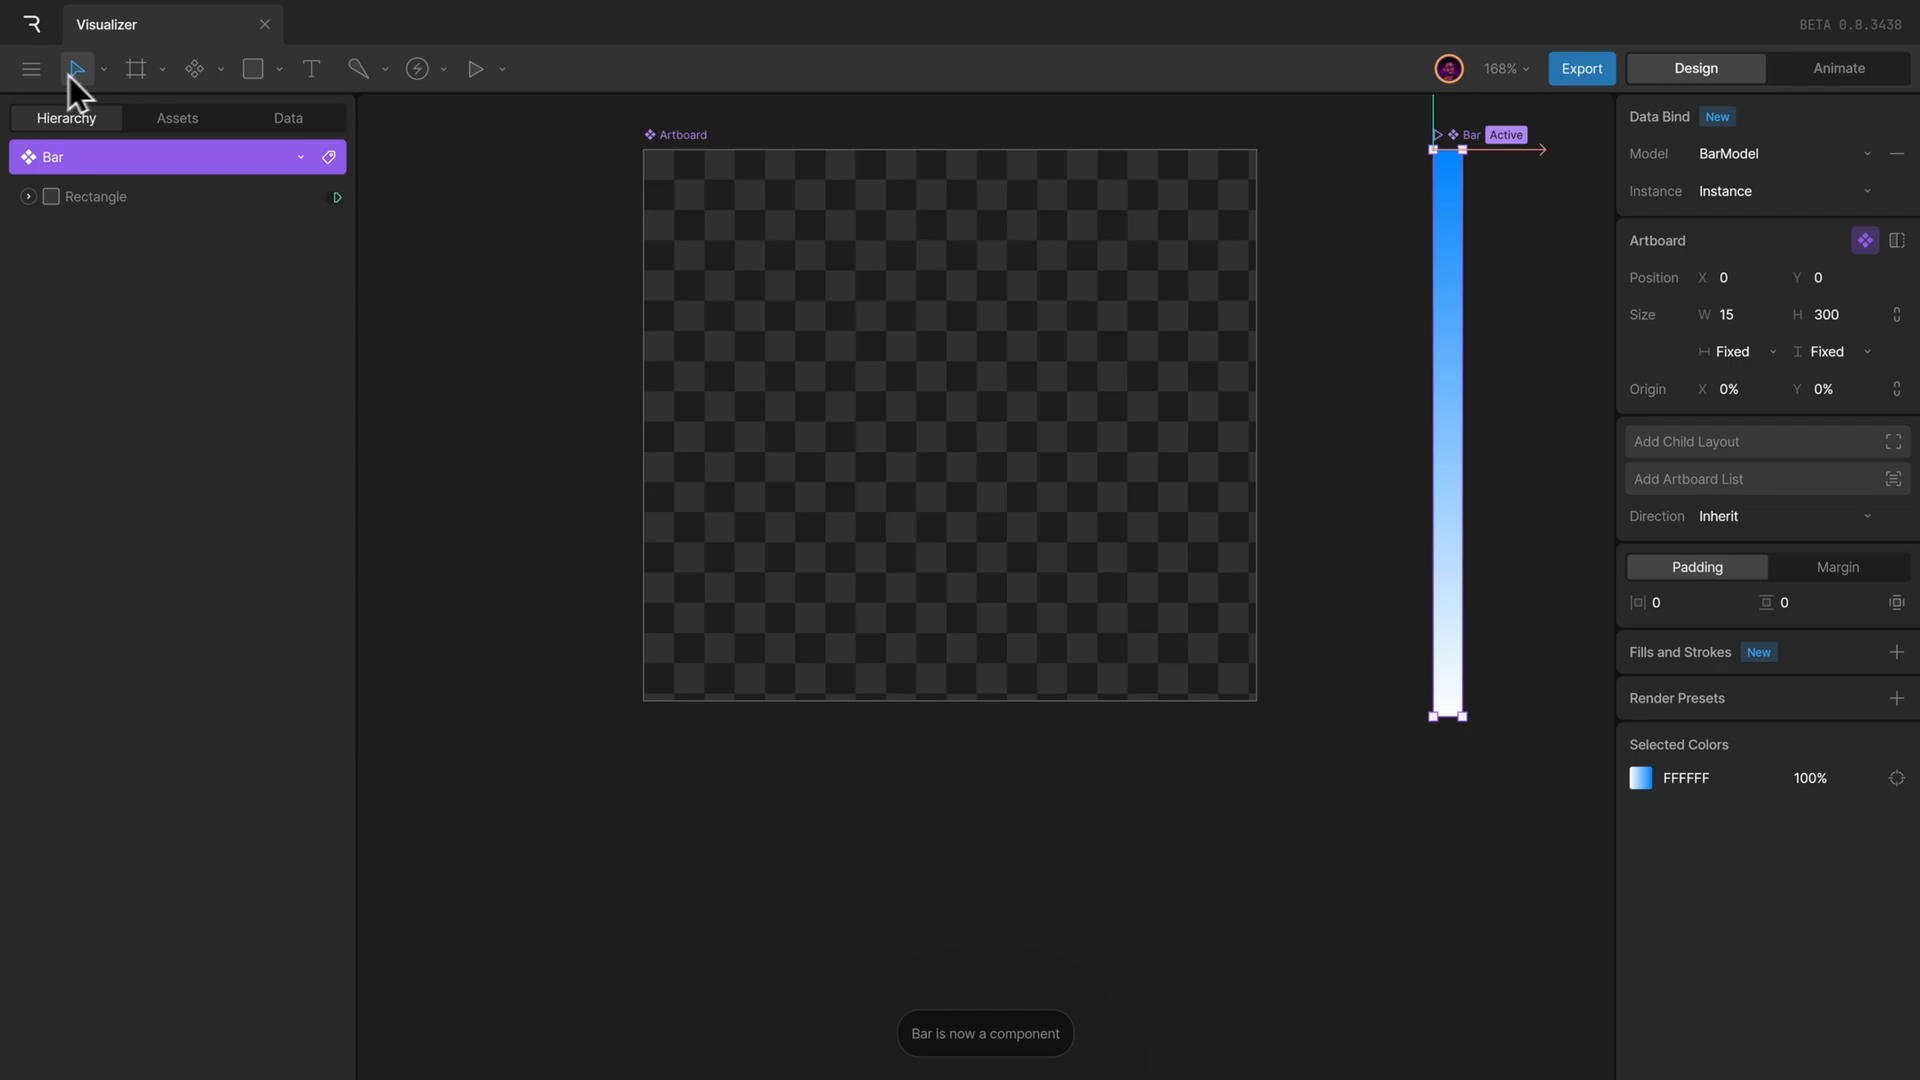 Visualizer
BETA 0.8.3438
168%
Export
Design
Animate
Hierarchy
Assets
Data
Bar
Rectangle
Artboard
Bar Active
Data Bind New
Model BarModel
Instance Instance
Artboard
Position X 0 Y 0
Size W 15 H 300
Fixed Fixed
Origin X 0% Y 0%
Add Child Layout
Add Artboard List
Direction Inherit
Padding Margin
0 0
Fills and Strokes New
Render Presets
Selected Colors
FFFFFF 100%
Bar is now a component